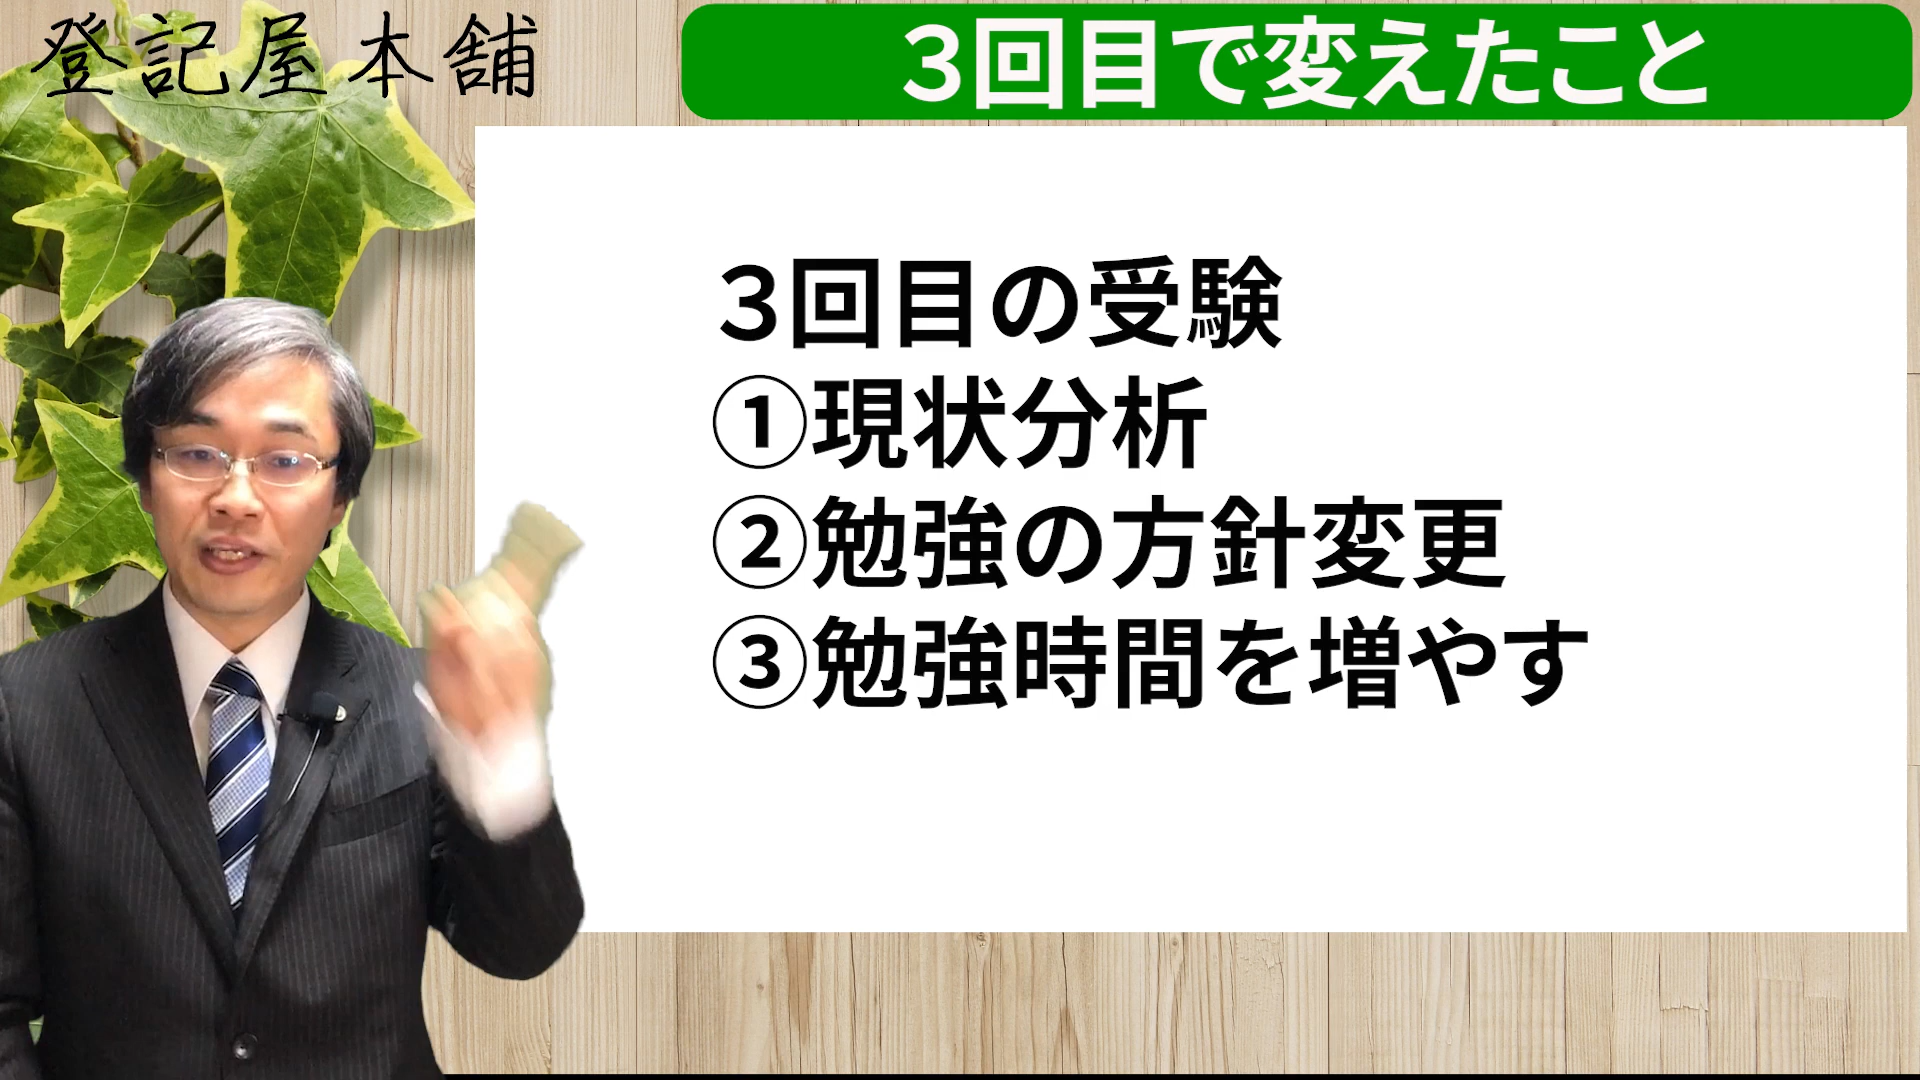 登記屋本舗
３回目で変えたこと
３回目の受験
①現状分析
②勉強の方針変更
③勉強時間を増やす